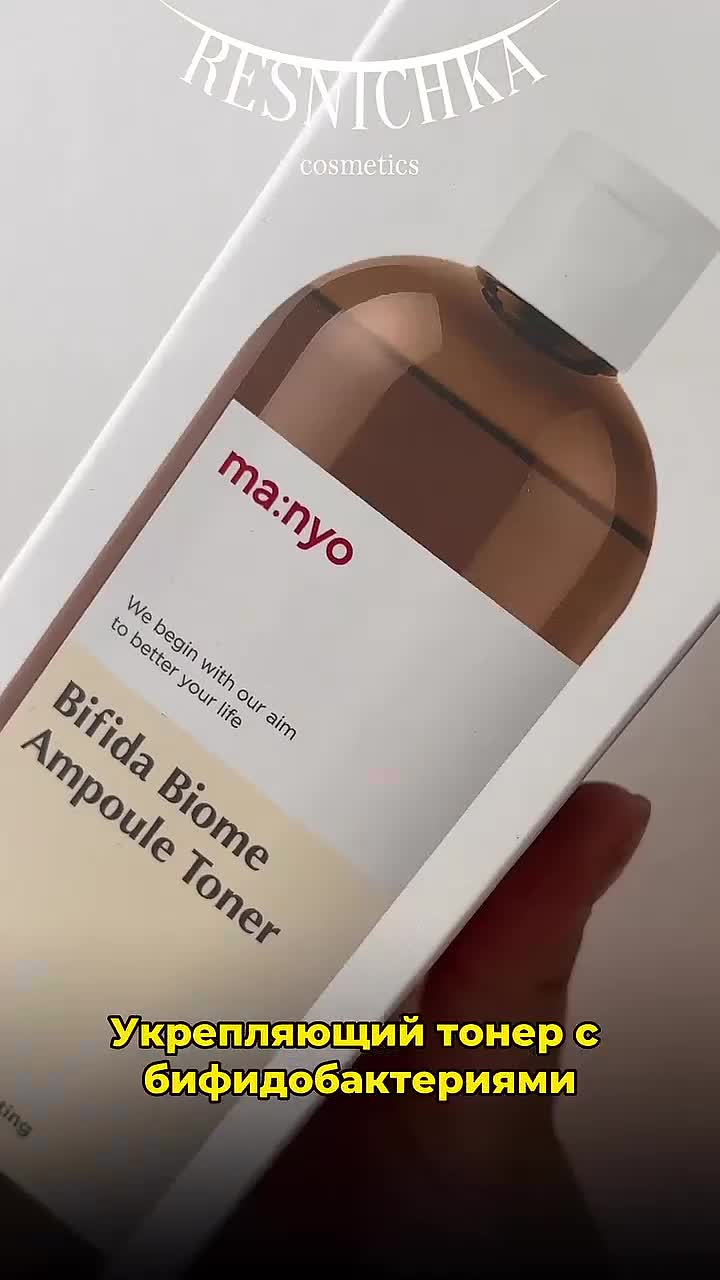 RESNICHKA
cosmetics
ma:nyo
We begin with our aim
to better your life
Bifida Biome
Ampoule Toner
Укрепляющий тонер с
бифидобактериями